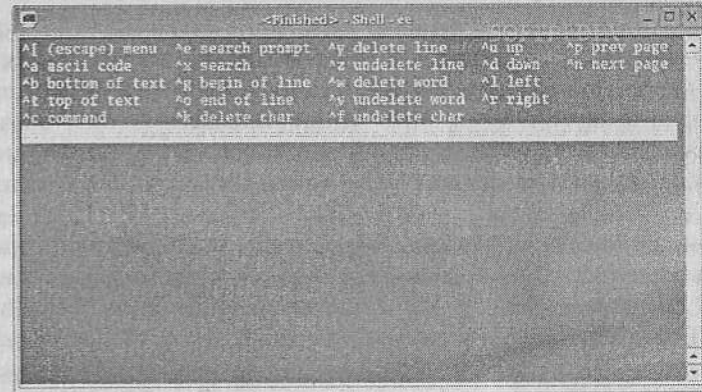 <Finished> - Shell - ee
^[ (escape) menu ^e search prompt ^y delete line ^u up ^p prev page
^a ascii code ^x search ^z undelete line ^d down ^n next page
^b bottom of text ^g begin of line ^w delete word ^l left
^t top of text ^o end of line ^v undelete word ^r right
^c command ^k delete char ^f undelete char